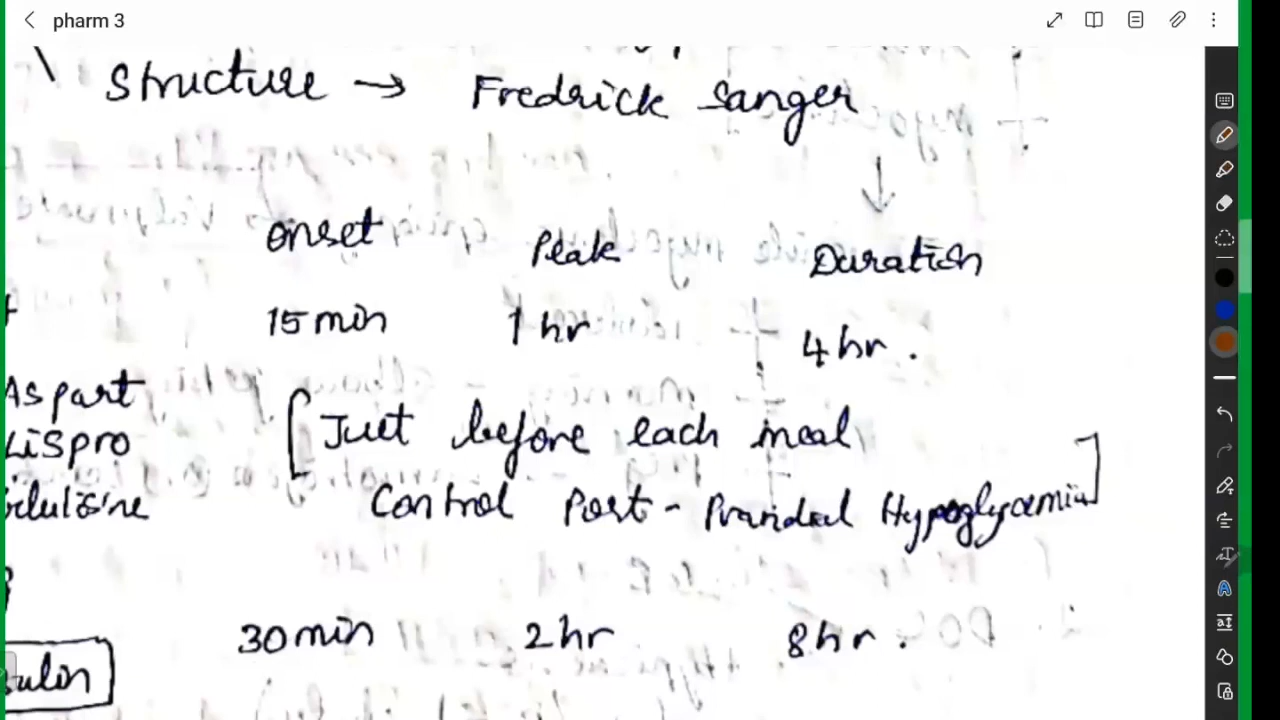 pharm 3
Structure → Fredrick Sanger
↓
onset Peak Duration
15 min 1 hr 4 hr .
Aspart
LiSpro
[ Just before each meal
Control Post - Prandial Hypoglycemia ]
30 min 2 hr 8 hr .
sulin